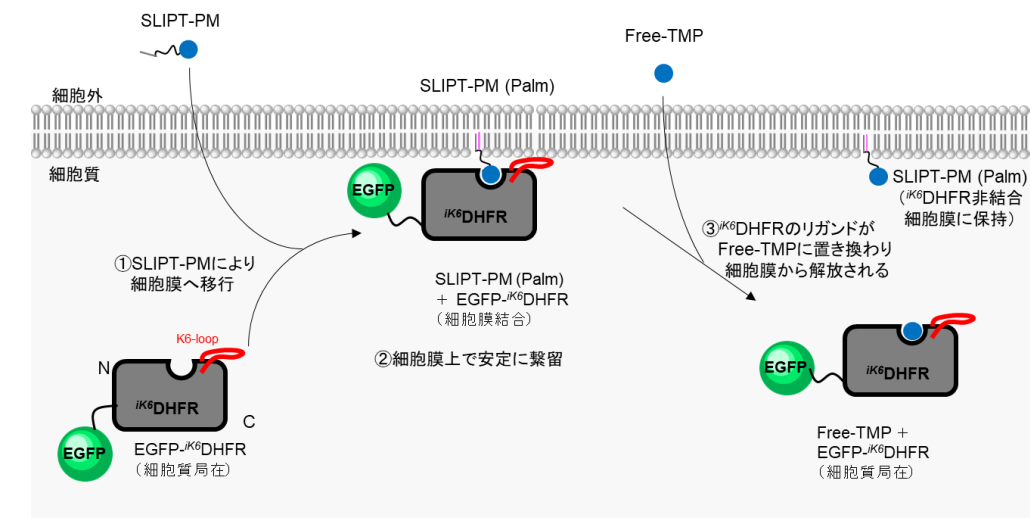 SLIPT-PM
細胞外
細胞質
①SLIPT-PMにより
細胞膜へ移行
K6-loop
N
iK6DHFR
C
EGFP
EGFP-iK6DHFR
(細胞質局在)
SLIPT-PM (Palm)
EGFP
iK6DHFR
SLIPT-PM (Palm)
+ EGFP-iK6DHFR
(細胞膜結合)
②細胞膜上で安定に繋留
Free-TMP
SLIPT-PM (Palm)
(iK6DHFR非結合
細胞膜に保持)
③iK6DHFRのリガンドが
Free-TMPに置き換わり
細胞膜から解放される
EGFP
iK6DHFR
Free-TMP +
EGFP-iK6DHFR
(細胞質局在)